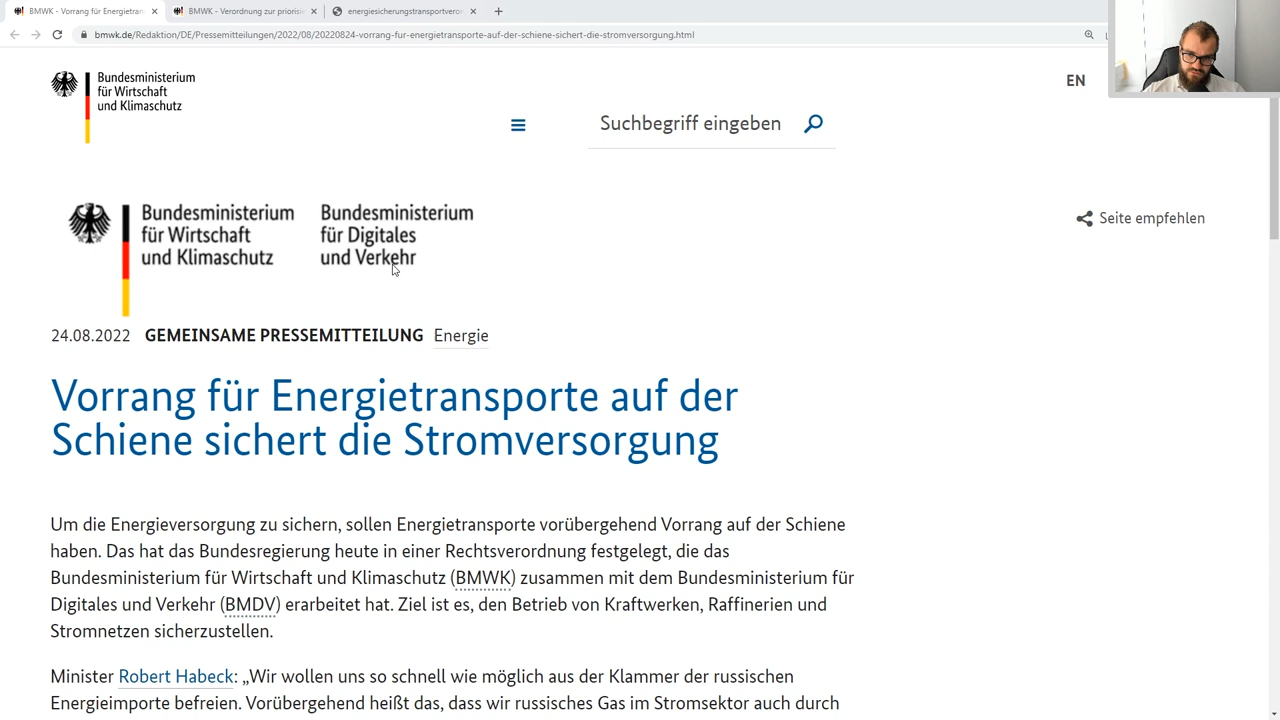 BMWK - Vorrang für Energietran
BMWK - Verordnung zur priorisi
energiesicherungstransportveror
bmwk.de/Redaktion/DE/Pressemitteilungen/2022/08/20220824-vorrang-fur-energietransporte-auf-der-schiene-sichert-die-stromversorgung.html
Bundesministerium
für Wirtschaft
und Klimaschutz
EN
Suchbegriff eingeben
Bundesministerium
für Wirtschaft
und Klimaschutz
Bundesministerium
für Digitales
und Verkehr
Seite empfehlen
24.08.2022 GEMEINSAME PRESSEMITTEILUNG Energie
Vorrang für Energietransporte auf der
Schiene sichert die Stromversorgung
Um die Energieversorgung zu sichern, sollen Energietransporte vorübergehend Vorrang auf der Schiene
haben. Das hat das Bundesregierung heute in einer Rechtsverordnung festgelegt, die das
Bundesministerium für Wirtschaft und Klimaschutz (BMWK) zusammen mit dem Bundesministerium für
Digitales und Verkehr (BMDV) erarbeitet hat. Ziel ist es, den Betrieb von Kraftwerken, Raffinerien und
Stromnetzen sicherzustellen.
Minister Robert Habeck: „Wir wollen uns so schnell wie möglich aus der Klammer der russischen
Energieimporte befreien. Vorübergehend heißt das, dass wir russisches Gas im Stromsektor auch durch